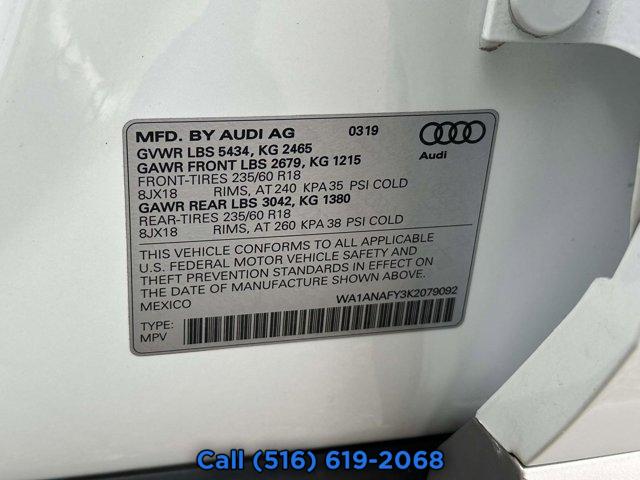 MFD. BY AUDI AG 0319
GVWR LBS 5434, KG 2465
GAWR FRONT LBS 2679, KG 1215
FRONT-TIRES 235/60 R18
8JX18 RIMS, AT 240 KPA 35 PSI COLD
GAWR REAR LBS 3042, KG 1380
REAR-TIRES 235/60 R18
8JX18 RIMS, AT 260 KPA 38 PSI COLD
Audi
THIS VEHICLE CONFORMS TO ALL APPLICABLE
U.S. FEDERAL MOTOR VEHICLE SAFETY AND
THEFT PREVENTION STANDARDS IN EFFECT ON
THE DATE OF MANUFACTURE SHOWN ABOVE.
MEXICO WA1ANAFY3K2079092
TYPE:
MPV
Call (516) 619-2068